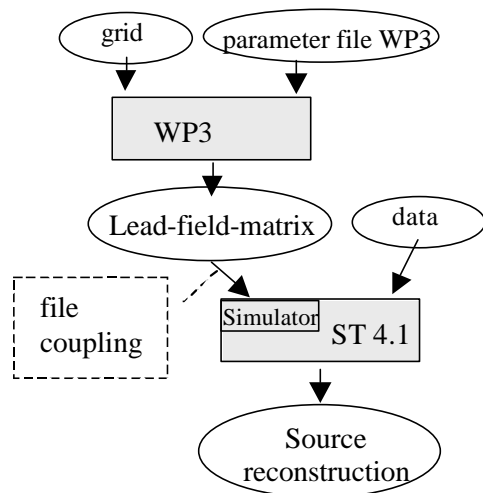 grid
parameter file WP3
WP3
Lead-field-matrix
data
file
coupling
Simulator
ST 4.1
Source
reconstruction